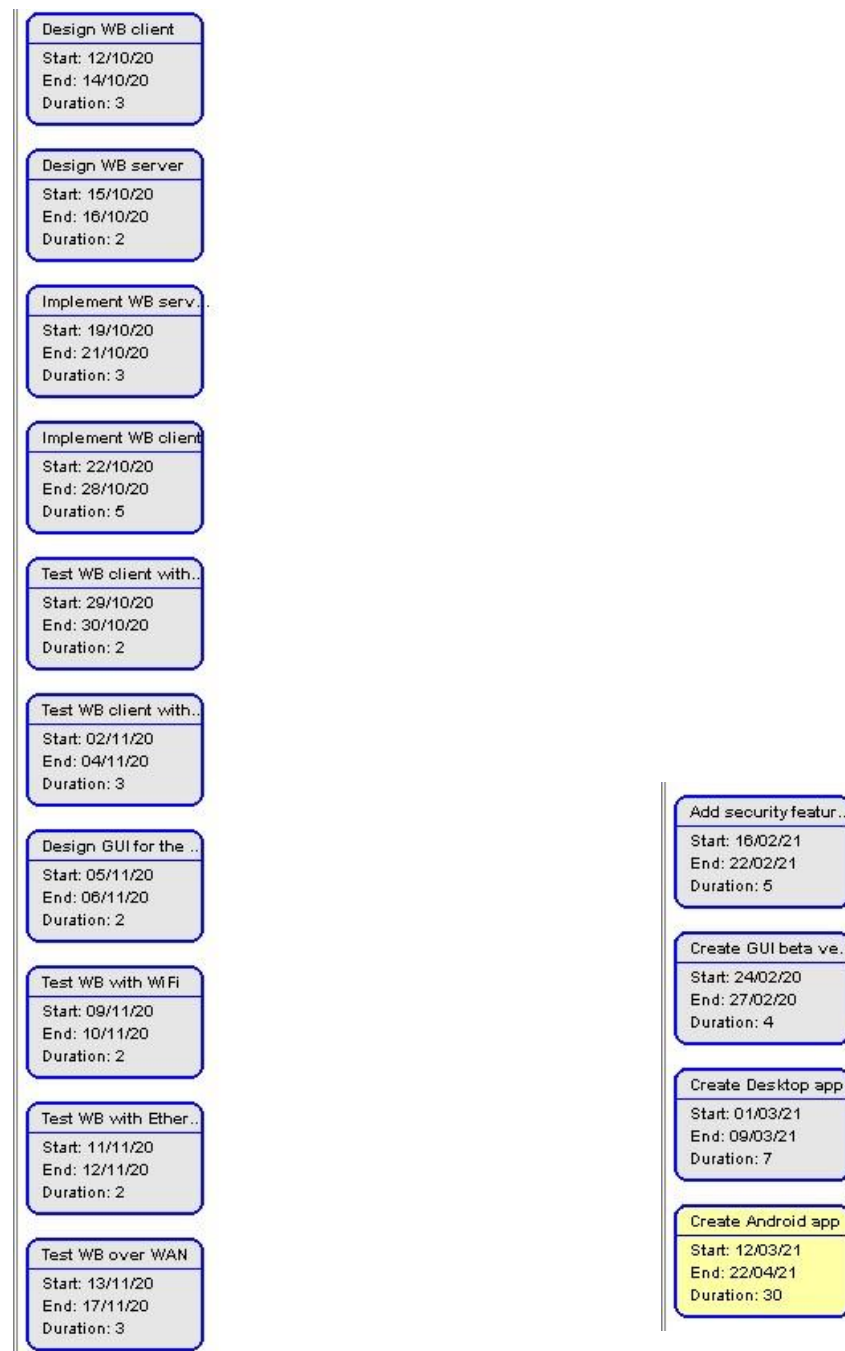 Design WB client
Start: 12/10/20
End: 14/10/20
Duration: 3
Design WB server
Start: 15/10/20
End: 16/10/20
Duration: 2
Implement WB serv...
Start: 19/10/20
End: 21/10/20
Duration: 3
Implement WB client
Start: 22/10/20
End: 28/10/20
Duration: 5
Test WB client with...
Start: 29/10/20
End: 30/10/20
Duration: 2
Test WB client with...
Start: 02/11/20
End: 04/11/20
Duration: 3
Design GUI for the ...
Start: 05/11/20
End: 06/11/20
Duration: 2
Test WB with WiFi
Start: 09/11/20
End: 10/11/20
Duration: 2
Test WB with Ether...
Start: 11/11/20
End: 12/11/20
Duration: 2
Test WB over WAN
Start: 13/11/20
End: 17/11/20
Duration: 3
Add security featur...
Start: 16/02/21
End: 22/02/21
Duration: 5
Create GUI beta ve...
Start: 24/02/20
End: 27/02/20
Duration: 4
Create Desktop app
Start: 01/03/21
End: 09/03/21
Duration: 7
Create Android app
Start: 12/03/21
End: 22/04/21
Duration: 30